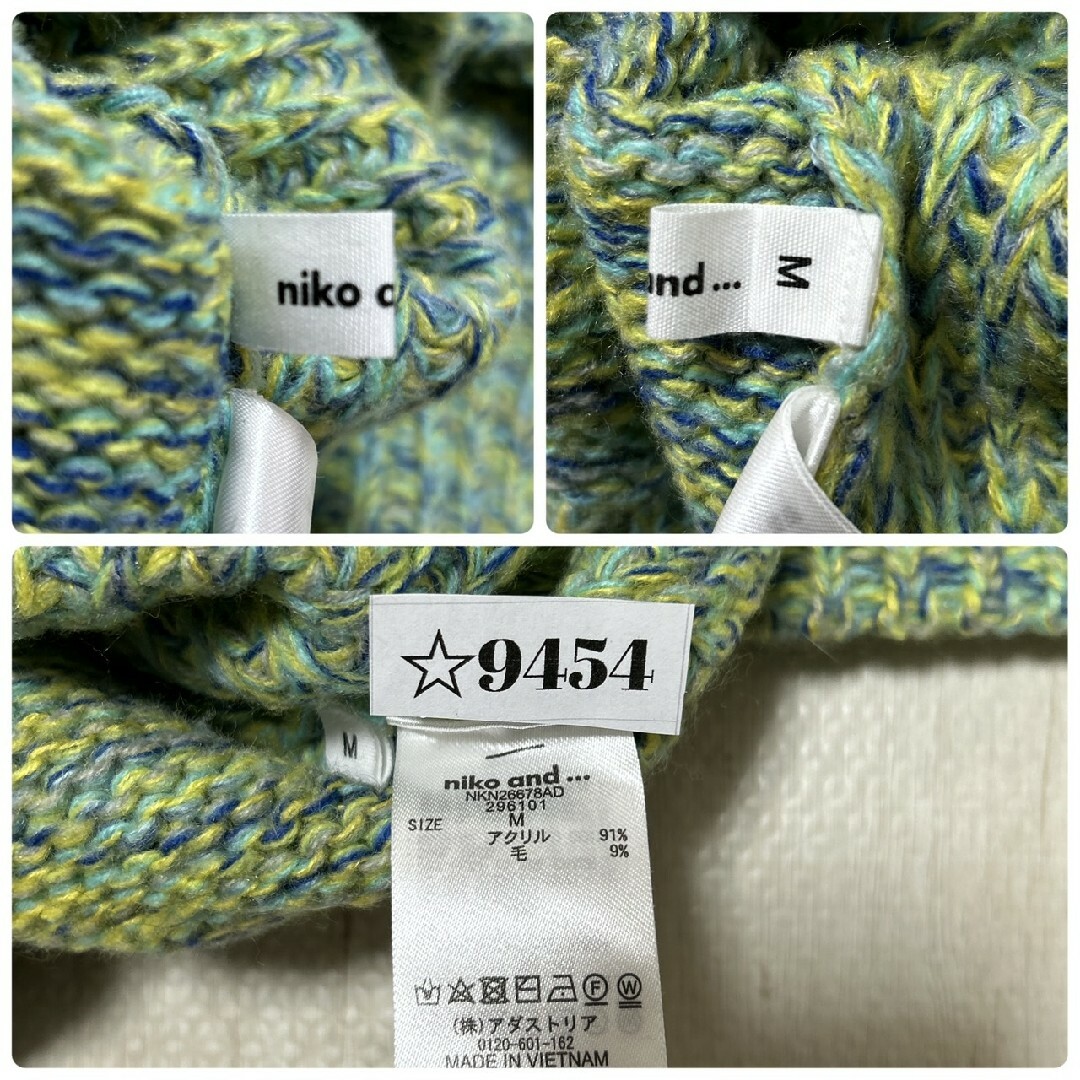 niko a
and...
M
☆9454
M
niko and...
NKN26678AD
296101
SIZE M
アクリル 91%
毛 9%
F W
(株)アダストリア
0120-601-162
MADE IN VIETNAM